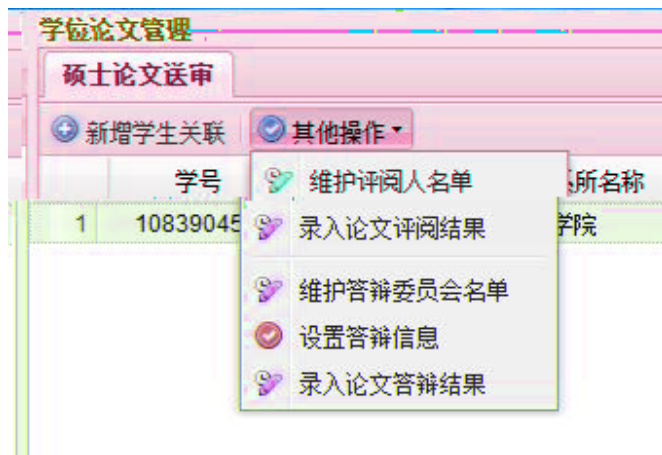 学位论文管理
硕士论文送审
新增学生关联 其他操作
学号 所名称
维护评阅人名单
1 10839045 学院
录入论文评阅结果
维护答辩委员会名单
设置答辩信息
录入论文答辩结果